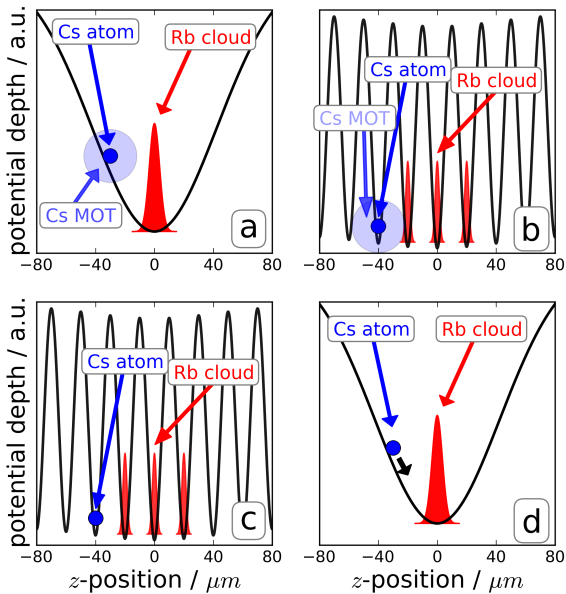 potential depth / a.u.
Cs atom
Rb cloud
Cs MOT
a
−80 −40 0 40 80
Cs atom
Rb cloud
Cs MOT
b
−80 −40 0 40 80
potential depth / a.u.
Cs atom
Rb cloud
c
−80 −40 0 40 80
z-position / μm
Cs atom
Rb cloud
d
−80 −40 0 40 80
z-position / μm